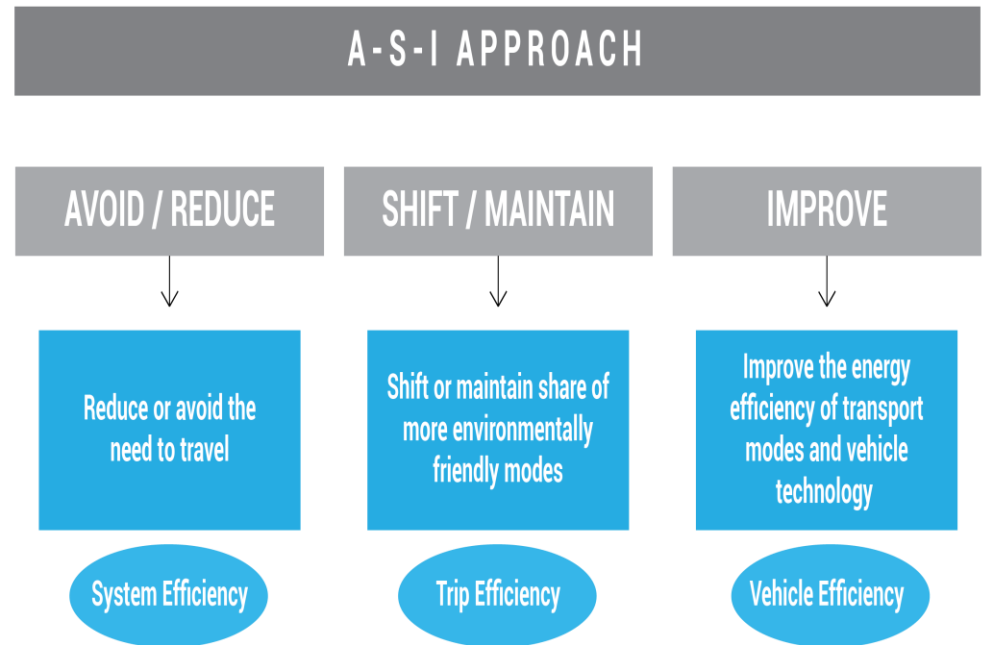 A-S-I APPROACH
AVOID / REDUCE
SHIFT / MAINTAIN
IMPROVE
Reduce or avoid the
need to travel
Shift or maintain share of
more environmentally
friendly modes
Improve the energy
efficiency of transport
modes and vehicle
technology
System Efficiency
Trip Efficiency
Vehicle Efficiency